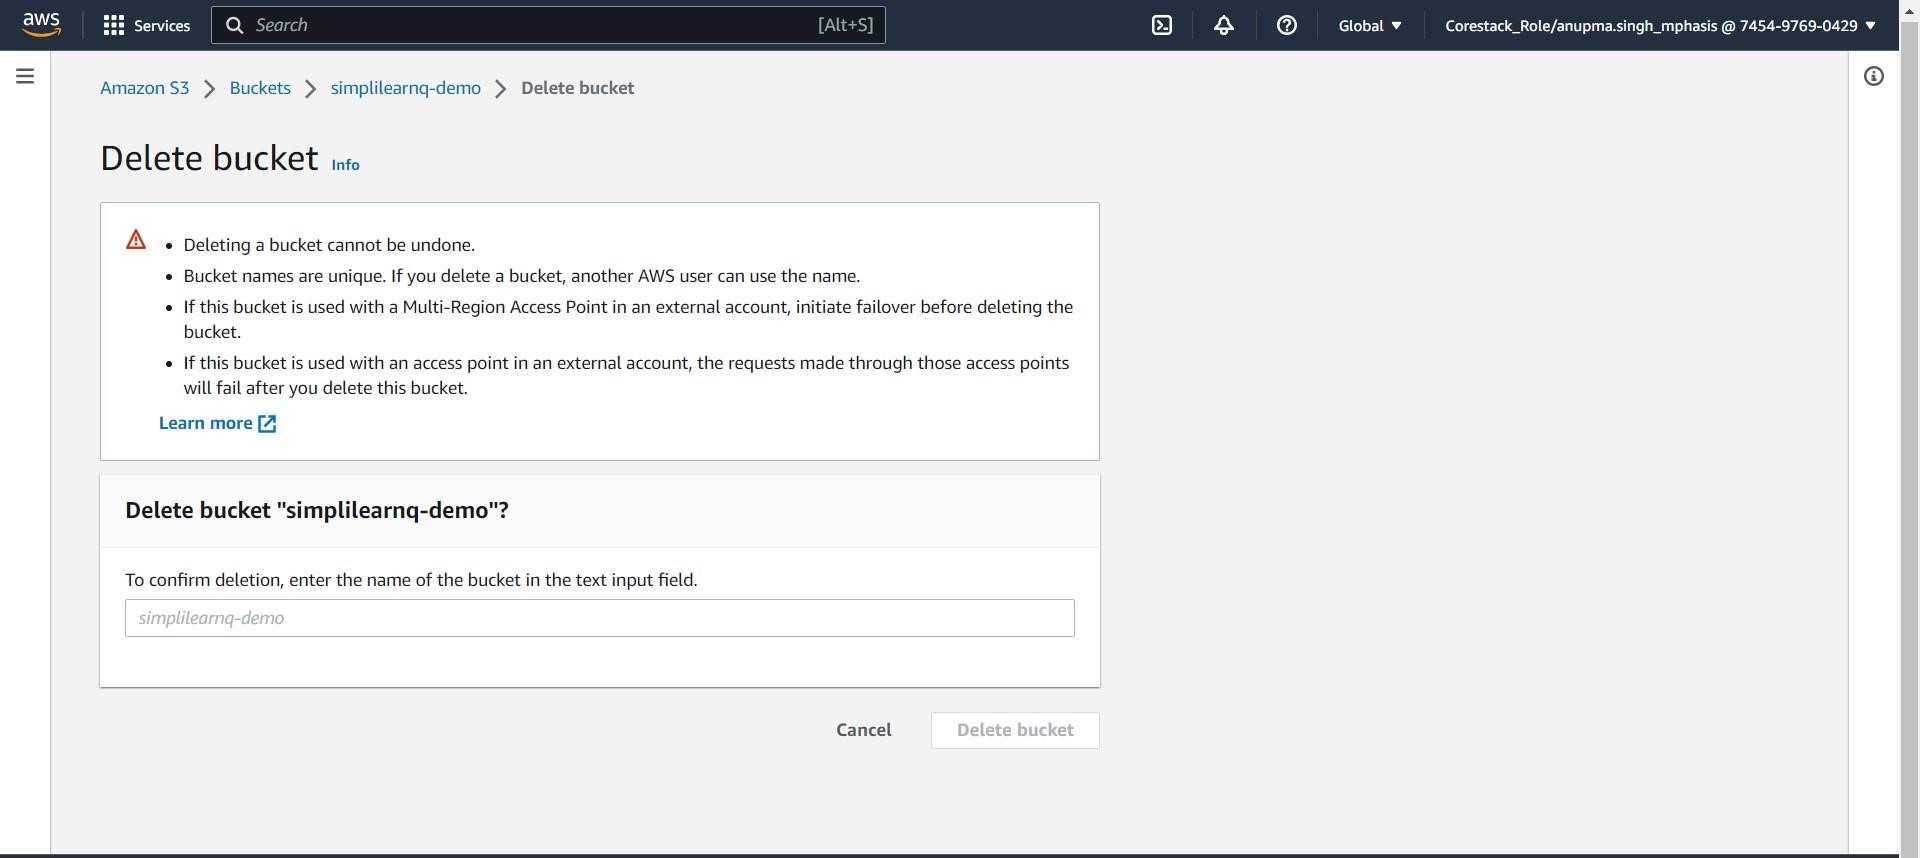 aws
Services
Search
[Alt+S]
Global
Corestack_Role/anupma.singh_mphasis @ 7454-9769-0429
Amazon S3 > Buckets > simplilearnq-demo > Delete bucket
Delete bucket Info
• Deleting a bucket cannot be undone.
• Bucket names are unique. If you delete a bucket, another AWS user can use the name.
• If this bucket is used with a Multi-Region Access Point in an external account, initiate failover before deleting the
bucket.
• If this bucket is used with an access point in an external account, the requests made through those access points
will fail after you delete this bucket.
Learn more
Delete bucket "simplilearnq-demo"?
To confirm deletion, enter the name of the bucket in the text input field.
simplilearnq-demo
Cancel
Delete bucket